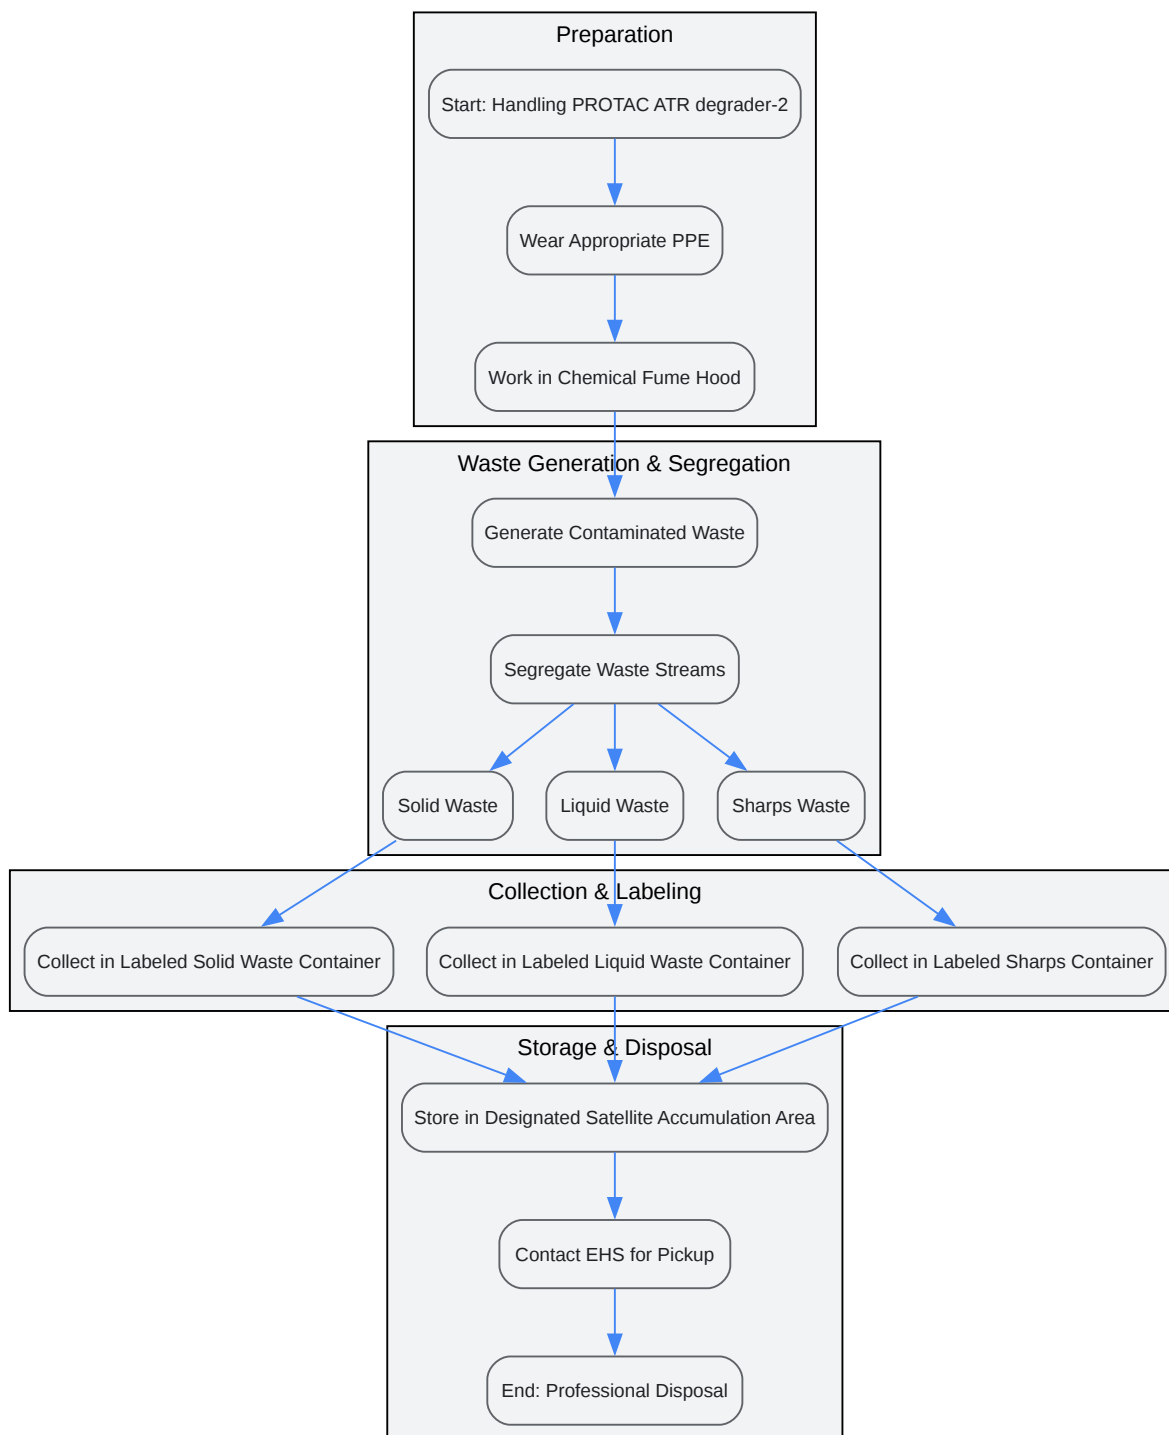 Preparation
Start: Handling PROTAC ATR degrader-2
Wear Appropriate PPE
Work in Chemical Fume Hood
Waste Generation & Segregation
Generate Contaminated Waste
Segregate Waste Streams
Solid Waste
Liquid Waste
Sharps Waste
Collection & Labeling
Collect in Labeled Solid Waste Container
Collect in Labeled Liquid Waste Container
Collect in Labeled Sharps Container
Storage & Disposal
Store in Designated Satellite Accumulation Area
Contact EHS for Pickup
End: Professional Disposal